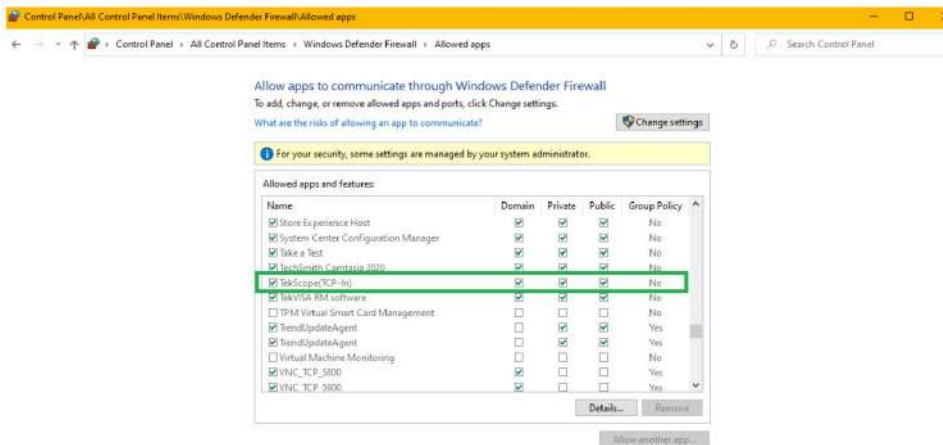 Control Panel\All Control Panel Items\Windows Defender Firewall\Allowed apps
Control Panel › All Control Panel Items › Windows Defender Firewall › Allowed apps
Search Control Panel
Allow apps to communicate through Windows Defender Firewall
To add, change, or remove allowed apps and ports, click Change settings.
What are the risks of allowing an app to communicate?
Change settings
For your security, some settings are managed by your system administrator.
Allowed apps and features:
Name Domain Private Public Group Policy
Store Experience Host No
System Center Configuration Manager No
Take a Test No
TechSmith Camtasia 2020 No
TekScope(TCP-In) No
TekVISA RM software No
TPM Virtual Smart Card Management No
TrendUpdateAgent Yes
TrendUpdateAgent Yes
Virtual Machine Monitoring No
VNC_TCP_5800 Yes
VNC_TCP_5900 Yes
Details...
Remove
Allow another app...